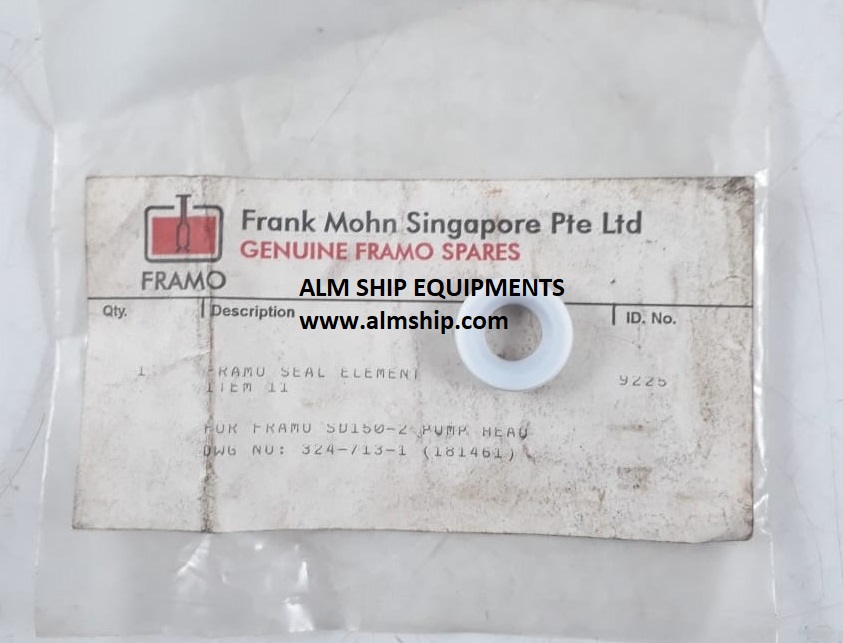 Frank Mohn Singapore Pte Ltd
GENUINE FRAMO SPARES
FRAMO
ALM SHIP EQUIPMENTS
www.almship.com
Qty. Description ID. No.
1 FRAMO SEAL ELEMENT 9225
ITEM 11
FOR FRAMO SD150-2 PUMP HEAD
DWG NO: 324-713-1 (181461)